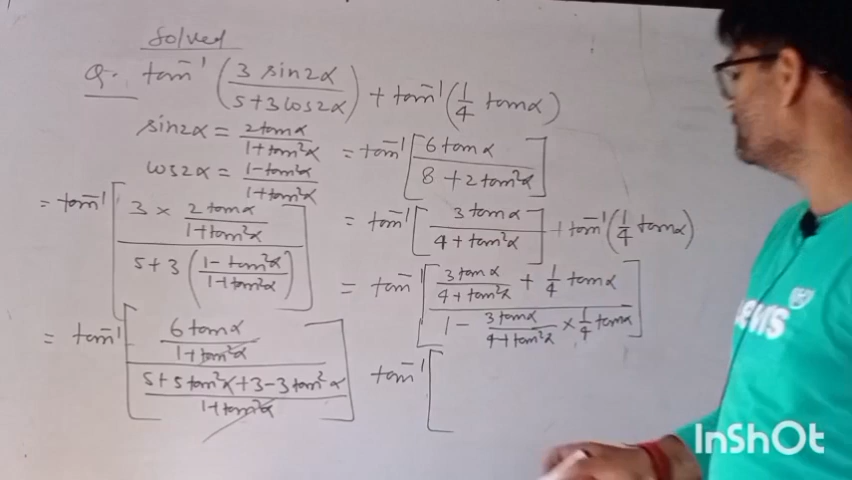 Solved
Q. tan⁻¹ (3 sin2α / 5+3cos2α) + tan⁻¹ (1/4 tanα)
sin2α = 2tanα / 1+tan²α
cos2α = 1-tan²α / 1+tan²α
= tan⁻¹ [3 × 2tanα / 1+tan²α / 5+3 (1-tan²α / 1+tan²α)]
= tan⁻¹ [6tanα / 1+tan²α / 5+5tan²α+3-3tan²α / 1+tan²α]
= tan⁻¹ [6tanα / 8+2tan²α]
= tan⁻¹ [3tanα / 4+tan²α] + tan⁻¹ (1/4 tanα)
= tan⁻¹ [3tanα / 4+tan²α + 1/4 tanα / 1 - 3tanα / 4+tan²α × 1/4 tanα]
tan⁻¹ [
InShOt